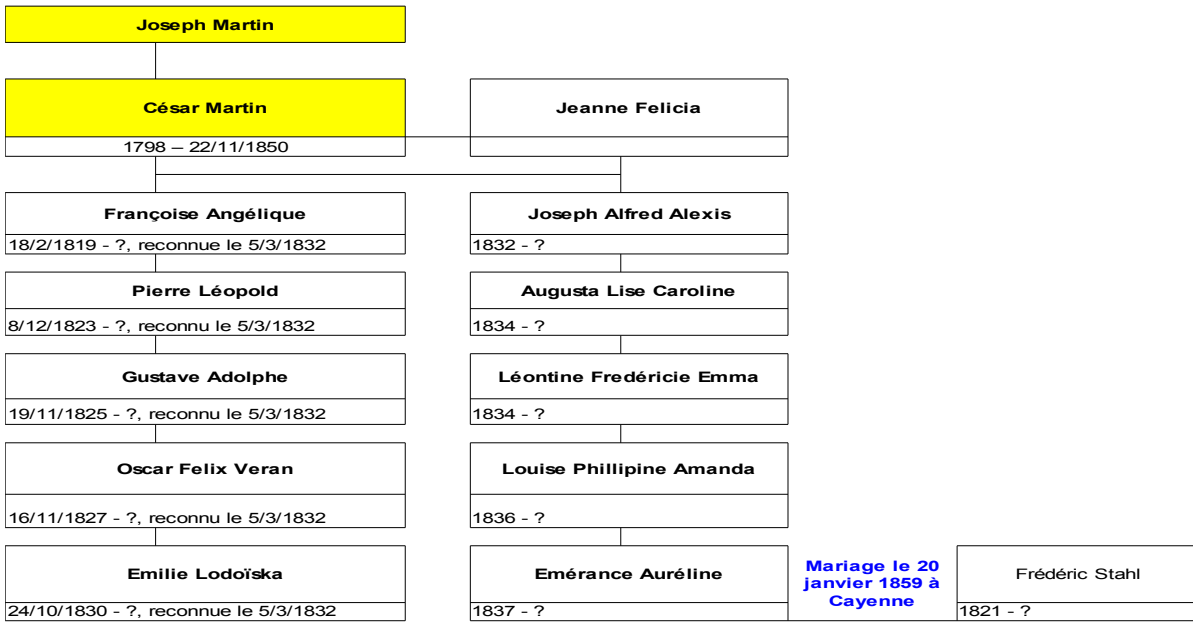 Joseph Martin
César Martin
1798 – 22/11/1850
Jeanne Felicia
Françoise Angélique
18/2/1819 - ?, reconnue le 5/3/1832
Joseph Alfred Alexis
1832 - ?
Pierre Léopold
8/12/1823 - ?, reconnu le 5/3/1832
Augusta Lise Caroline
1834 - ?
Gustave Adolphe
19/11/1825 - ?, reconnu le 5/3/1832
Léontine Fredéricie Emma
1834 - ?
Oscar Felix Veran
16/11/1827 - ?, reconnu le 5/3/1832
Louise Phillipine Amanda
1836 - ?
Emilie Lodoïska
24/10/1830 - ?, reconnue le 5/3/1832
Emérance Auréline
1837 - ?
Mariage le 20
janvier 1859 à
Cayenne
Frédéric Stahl
1821 - ?